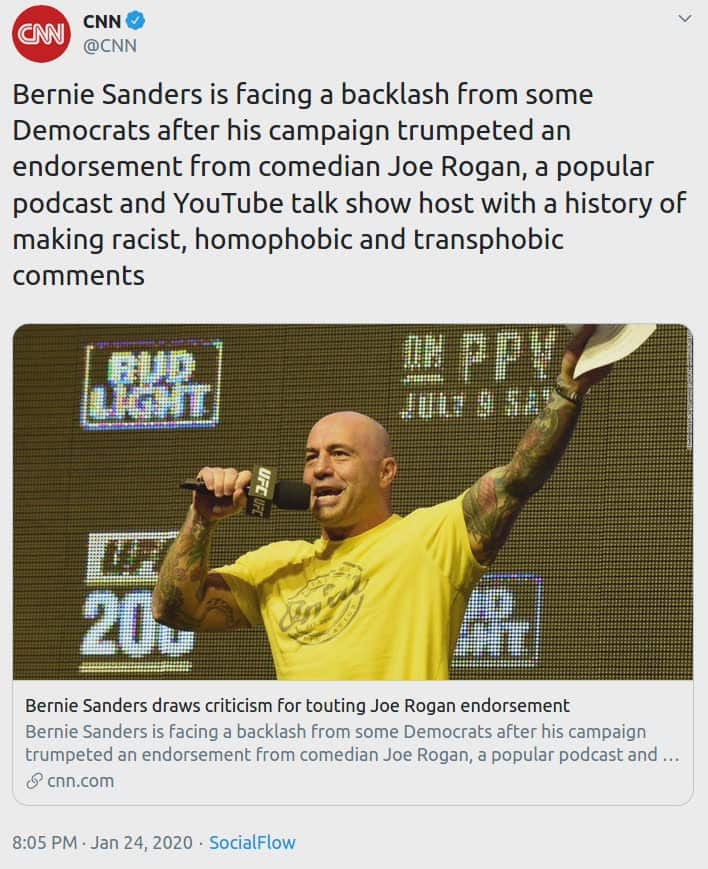 CNN
CNN
@CNN
Bernie Sanders is facing a backlash from some
Democrats after his campaign trumpeted an
endorsement from comedian Joe Rogan, a popular
podcast and YouTube talk show host with a history of
making racist, homophobic and transphobic
comments
BUD
LIGHT
ON PPV
JULY 9 SAT
UFC
UFC
UFC
200
Bernie Sanders draws criticism for touting Joe Rogan endorsement
Bernie Sanders is facing a backlash from some Democrats after his campaign
trumpeted an endorsement from comedian Joe Rogan, a popular podcast and ...
cnn.com
8:05 PM · Jan 24, 2020 · SocialFlow